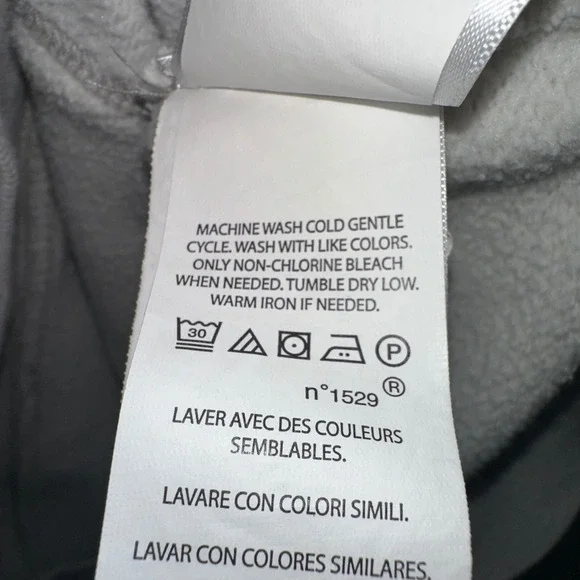 MACHINE WASH COLD GENTLE
CYCLE. WASH WITH LIKE COLORS.
ONLY NON-CHLORINE BLEACH
WHEN NEEDED. TUMBLE DRY LOW.
WARM IRON IF NEEDED.
30 P
n°1529 ®
LAVER AVEC DES COULEURS
SEMBLABLES.
LAVARE CON COLORI SIMILI.
LAVAR CON COLORES SIMILARES